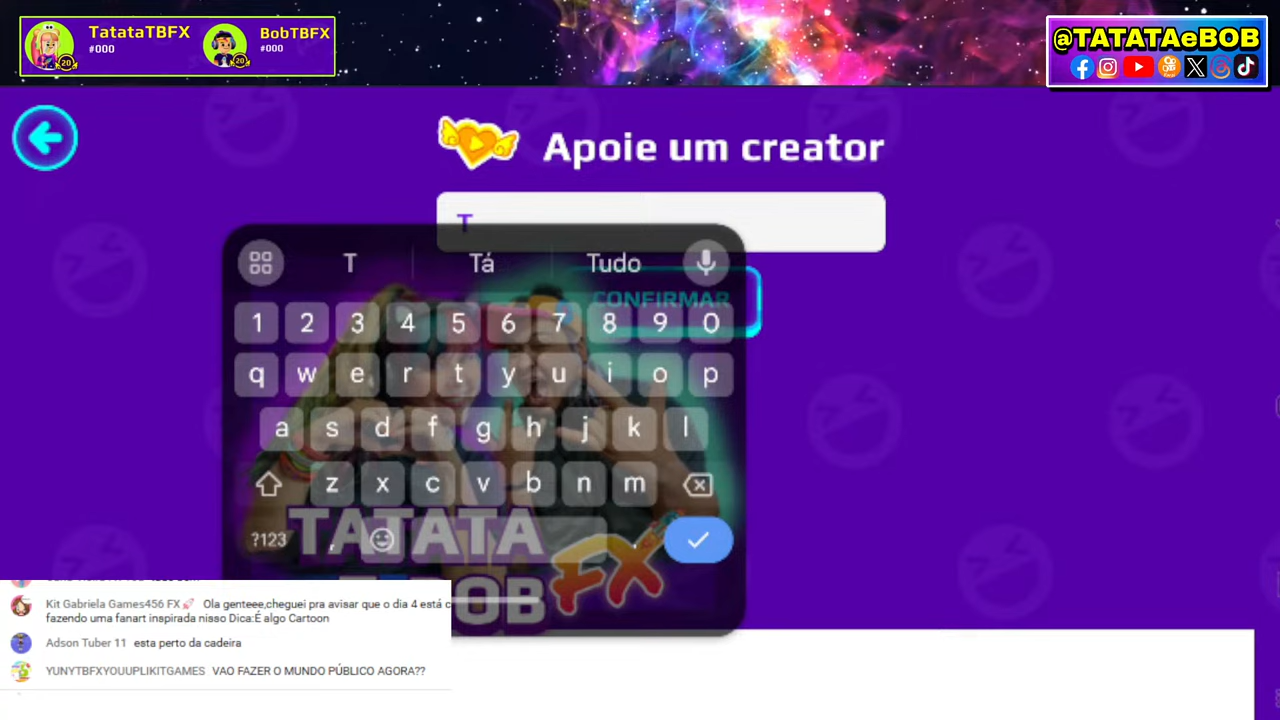 TatataTBFX
#000
BobTBFX
#000
@TATATAeBOB
Apoie um creator
T
T Tá Tudo
CONFIRMAR
1 2 3 4 5 6 7 8 9 0
q w e r t y u i o p
a s d f g h j k l
z x c v b n m
?123 , .
TATATA
BOB FX
Kit Gabriela Games456 FX🚀 Ola genteee,cheguei pra avisar que o dia 4 está c
fazendo uma fanart inspirada nisso Dica:É algo Cartoon
Adson Tuber 11 esta perto da cadeira
YUNYTBFXYOUUPLIKITGAMES VAO FAZER O MUNDO PÚBLICO AGORA??